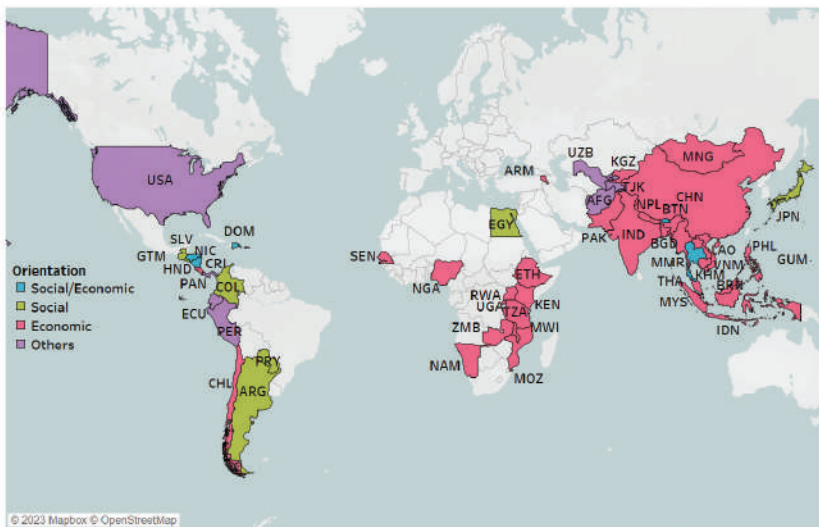 USA
UZB
KGZ
MNG
ARM
TJK
CHN
AFG
NPL
BTN
JPN
EGY
PAK
IND
DOM
SLV
NIC
GTM
CRI
HND
PAN
COL
SEN
NGA
ETH
BGD
LAO
PHL
MMR
VNM
GUM
THA
KHM
BRN
MYS
IDN
RWA
UGA
KEN
TZA
ECU
PER
ZMB
MWI
PRY
CHL
ARG
NAM
MOZ
Orientation
Social/Economic
Social
Economic
Others
© 2023 Mapbox © OpenStreetMap